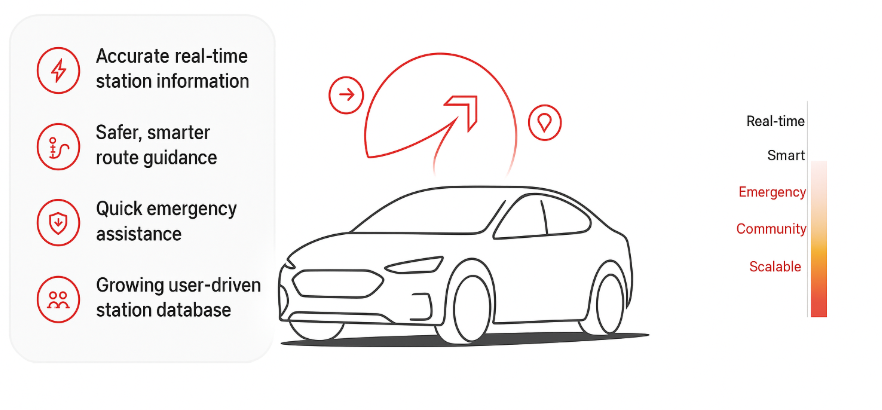 Accurate real-time
station information
Safer, smarter
route guidance
Quick emergency
assistance
Growing user-driven
station database
Real-time
Smart
Emergency
Community
Scalable